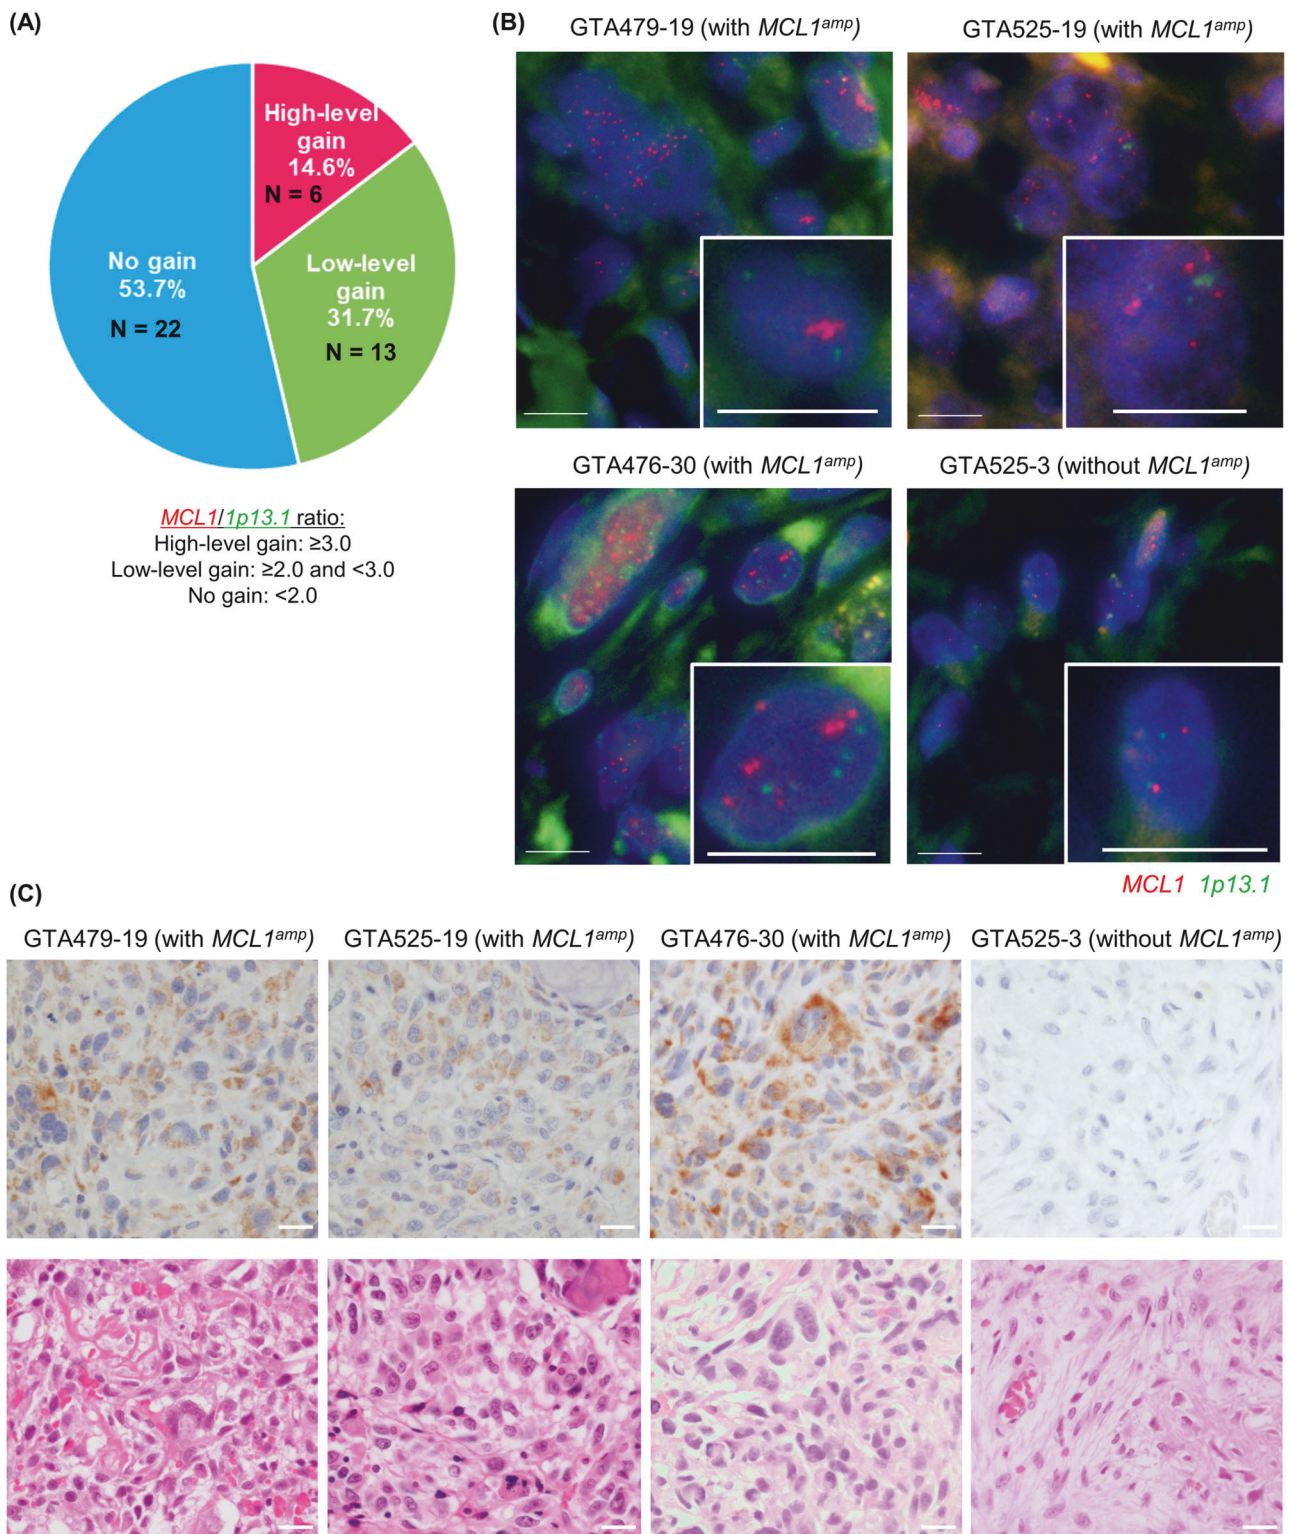 (A)
High-level
gain
14.6%
N = 6
No gain
53.7%
N = 22
Low-level
gain
31.7%
N = 13
MCL1/1p13.1 ratio:
High-level gain: ≥3.0
Low-level gain: ≥2.0 and <3.0
No gain: <2.0
(B)
GTA479-19 (with MCL1amp)
GTA525-19 (with MCL1amp)
GTA476-30 (with MCL1amp)
GTA525-3 (without MCL1amp)
MCL1 1p13.1
(C)
GTA479-19 (with MCL1amp)
GTA525-19 (with MCL1amp)
GTA476-30 (with MCL1amp)
GTA525-3 (without MCL1amp)